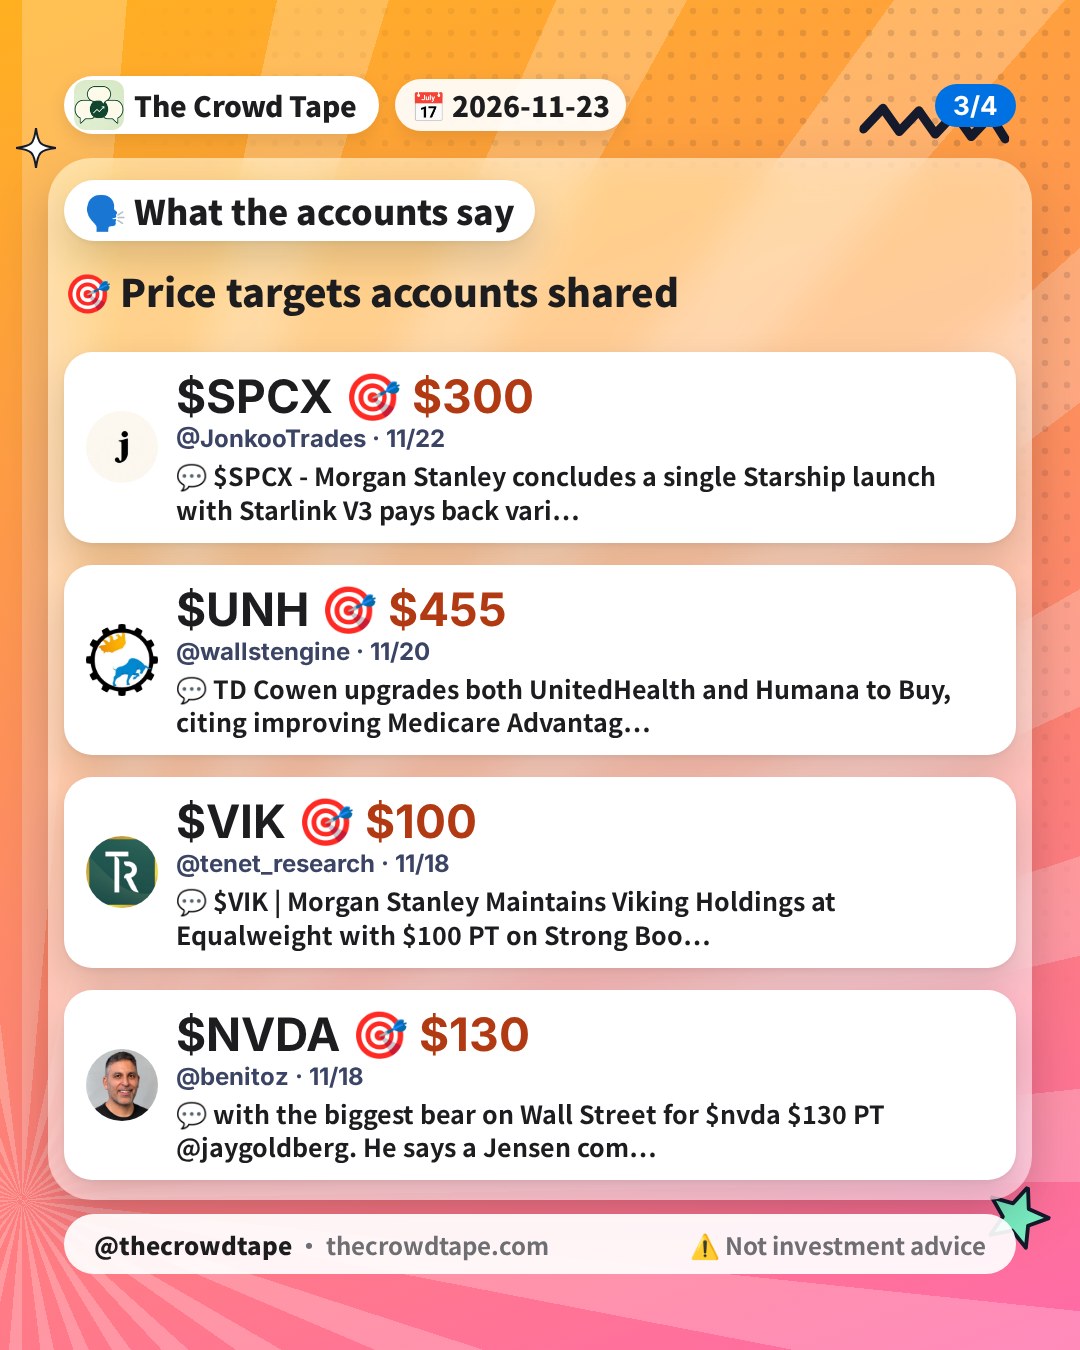 The Crowd Tape
2026-11-23
3/4
What the accounts say
Price targets accounts shared
$SPCX $300
@JonkooTrades · 11/22
j
$SPCX - Morgan Stanley concludes a single Starship launch
with Starlink V3 pays back vari…
$UNH $455
@wallstengine · 11/20
TD Cowen upgrades both UnitedHealth and Humana to Buy,
citing improving Medicare Advantag…
$VIK $100
@tenet_research · 11/18
TR
$VIK | Morgan Stanley Maintains Viking Holdings at
Equalweight with $100 PT on Strong Boo…
$NVDA $130
@benitoz · 11/18
with the biggest bear on Wall Street for $nvda $130 PT
@jaygoldberg. He says a Jensen com…
@thecrowdtape • thecrowdtape.com
Not investment advice